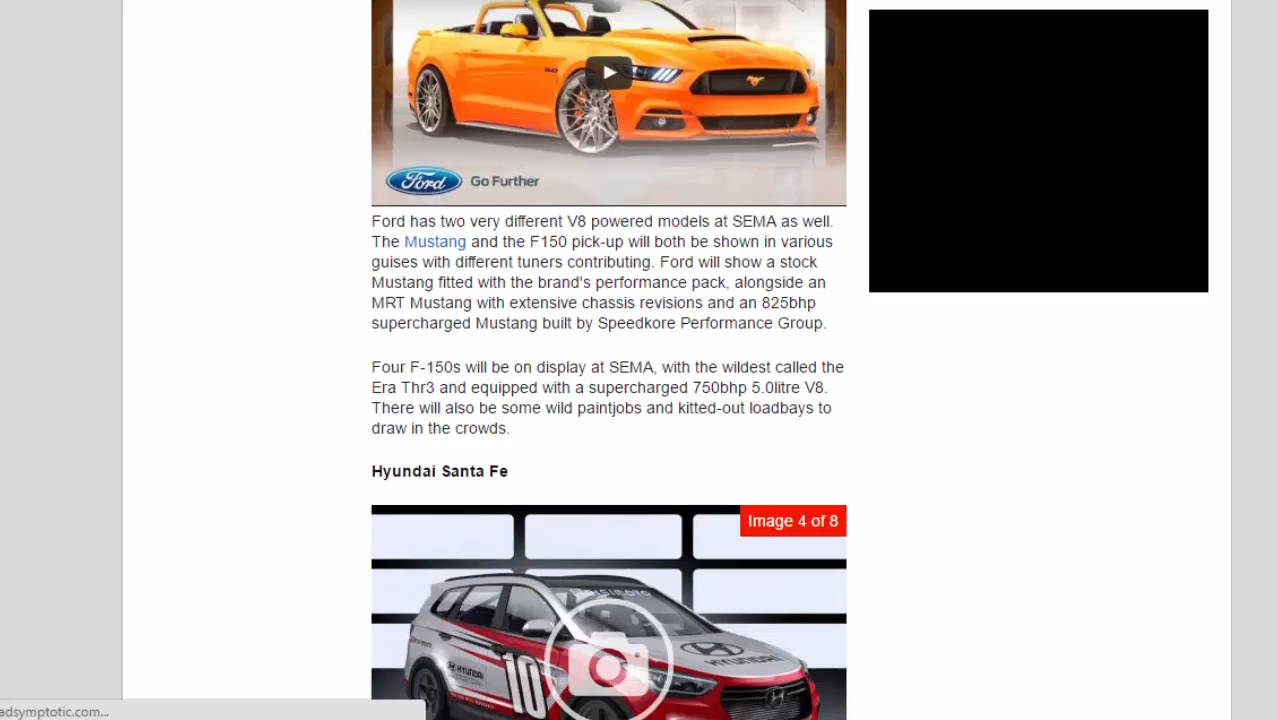 Ford Go Further
Ford has two very different V8 powered models at SEMA as well.
The Mustang and the F150 pick-up will both be shown in various
guises with different tuners contributing. Ford will show a stock
Mustang fitted with the brand's performance pack, alongside an
MRT Mustang with extensive chassis revisions and an 825bhp
supercharged Mustang built by Speedkore Performance Group.
Four F-150s will be on display at SEMA, with the wildest called the
Era Thr3 and equipped with a supercharged 750bhp 5.0litre V8.
There will also be some wild paintjobs and kitted-out loadbays to
draw in the crowds.
Hyundai Santa Fe
Image 4 of 8
HYUNDAI
HYUNDAI
10
adsymptotic.com...